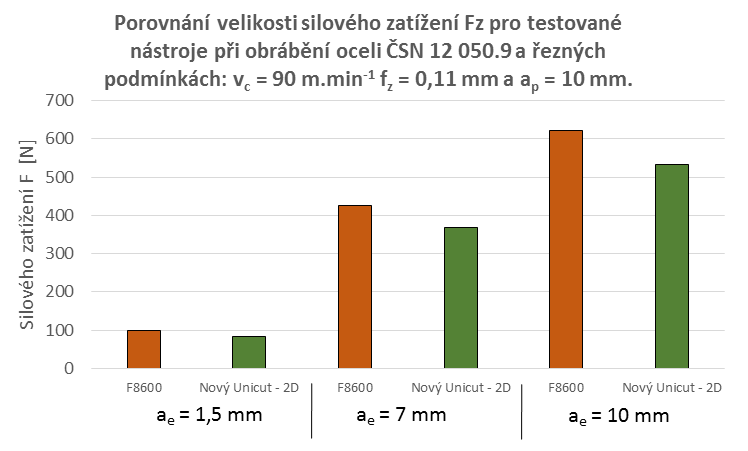 Porovnání velikosti silového zatížení Fz pro testované
nástroje při obrábění oceli ČSN 12 050.9 a řezných
podmínkách: vc = 90 m.min-1 fz = 0,11 mm a ap = 10 mm.
Silového zatížení F [N]
700
600
500
400
300
200
100
0
F8600 Nový Unicut - 2D F8600 Nový Unicut - 2D F8600 Nový Unicut - 2D
ae = 1,5 mm ae = 7 mm ae = 10 mm